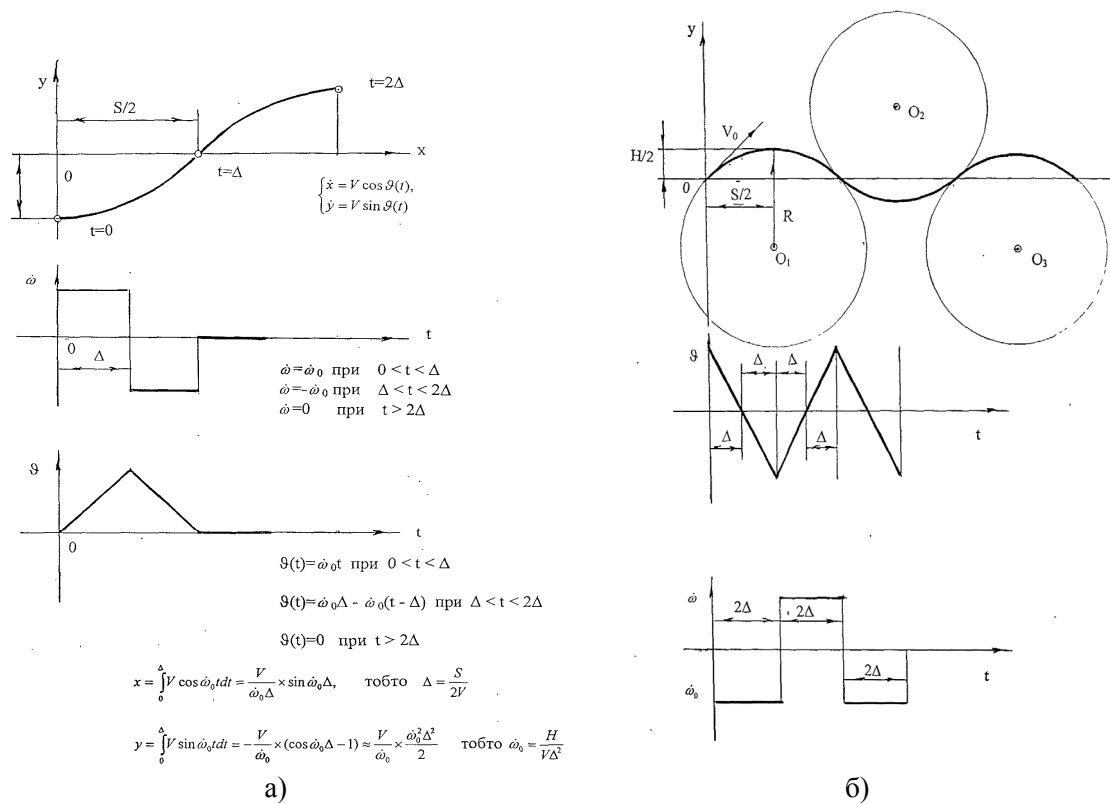 y
t=2Δ
S/2
x
0
t=Δ
t=0
{ẋ = V cos ϑ(t),
{ẏ = V sin ϑ(t)
ω̇
t
0
Δ
ω̇=ω̇₀ при 0 < t < Δ
ω̇=-ω̇₀ при Δ < t < 2Δ
ω̇=0 при t > 2Δ
ϑ
t
0
ϑ(t)=ω̇₀t при 0 < t < Δ
ϑ(t)=ω̇₀Δ - ω̇₀(t - Δ) при Δ < t < 2Δ
ϑ(t)=0 при t > 2Δ
x = ∫₀^Δ V cos ω̇₀tdt = V/(ω̇₀Δ) × sin ω̇₀Δ, тобто Δ = S/(2V)
y = ∫₀^Δ V sin ω̇₀tdt = −V/ω̇₀ × (cos ω̇₀Δ − 1) ≈ V/ω̇₀ × (ω̇₀²Δ²)/2 тобто ω̇₀ = H/(VΔ²)
а)
y
O₂
V₀
H/2
0
S/2
R
O₁
O₃
ϑ
Δ Δ
t
Δ Δ
ω̇
2Δ 2Δ
t
2Δ
ω̇₀
б)